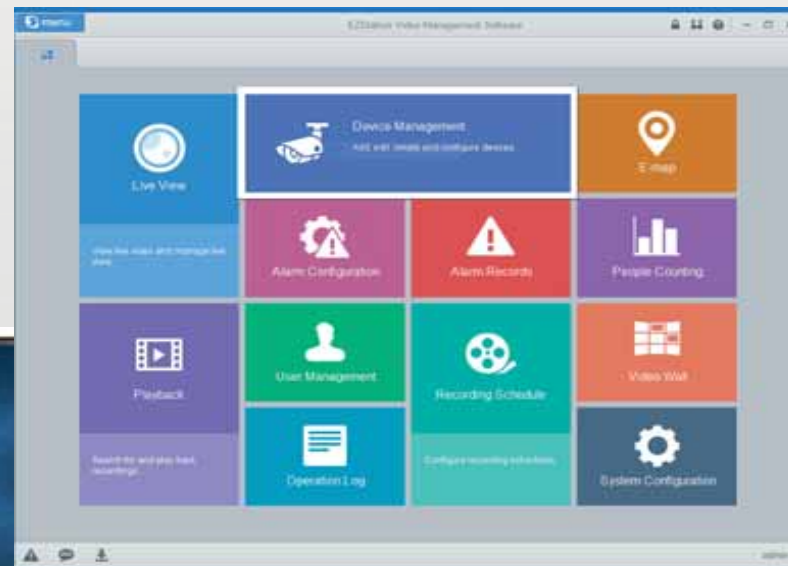 menu
EZStation Video Management Software
Live View
View live video and manage live
view.
Device Management
Add, edit, delete and configure devices.
E-map
Alarm Configuration
Alarm Records
People Counting
Playback
Search for and play back
recordings.
User Management
Recording Schedule
Configure recording schedules.
Video Wall
Operation Log
System Configuration
admin